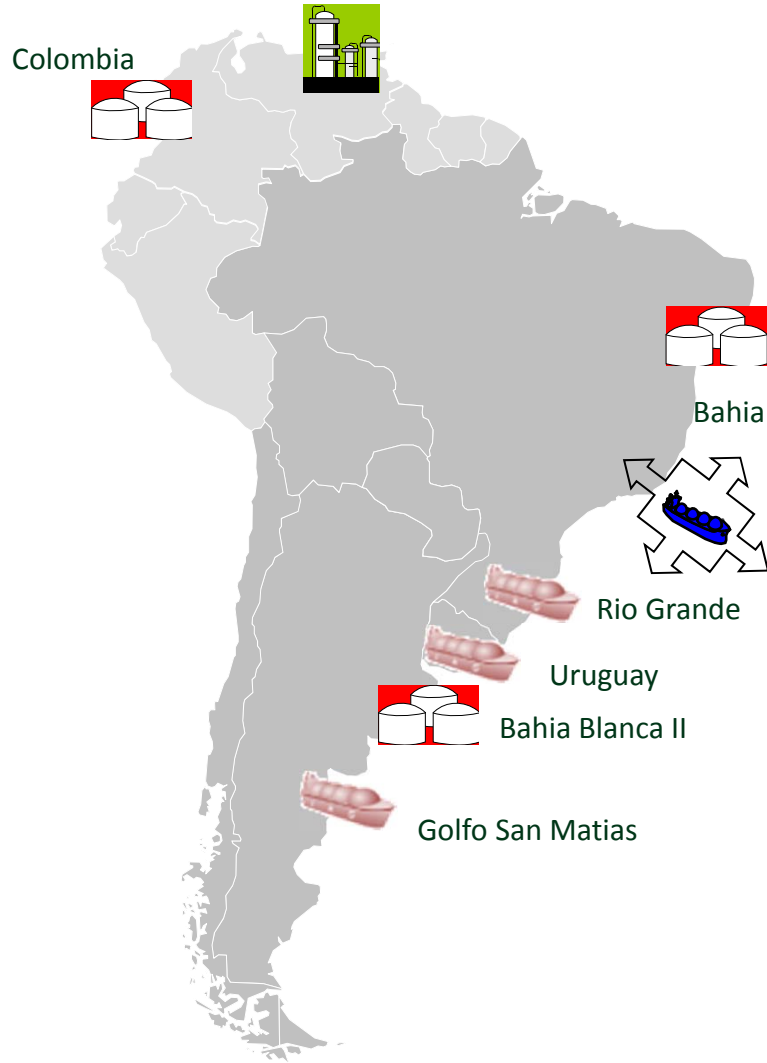 Colombia
Bahia
Rio Grande
Uruguay
Bahia Blanca II
Golfo San Matias